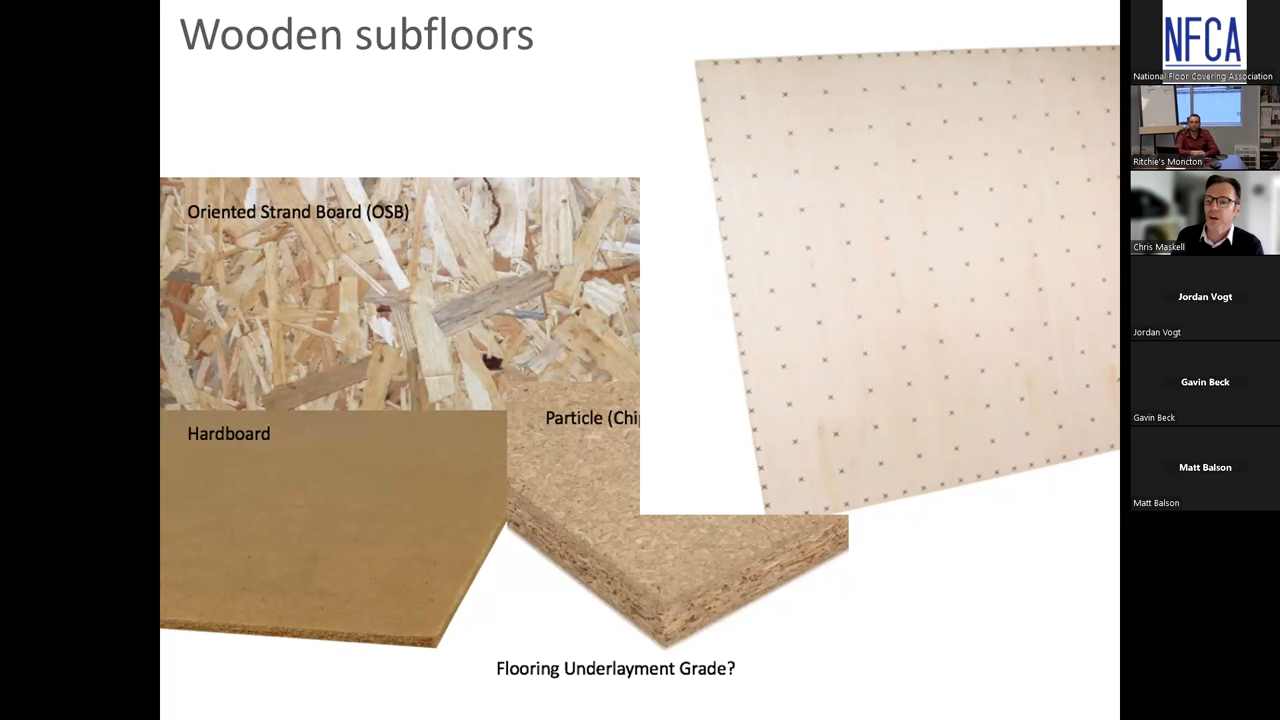 Wooden subfloors
Oriented Strand Board (OSB)
Hardboard
Particle (Chi
Flooring Underlayment Grade?
NFCA
National Floor Covering Association
Ritchie's Moncton
Chris Maskell
Jordan Vogt
Jordan Vogt
Gavin Beck
Gavin Beck
Matt Balson
Matt Balson